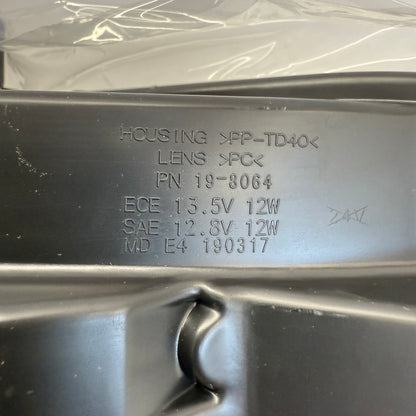 HOUSING >PP-TD40<
LENS >PC<
PN 19-8064
ECE 13.5V 12W
SAE 12.8V 12W
MD E4 190317